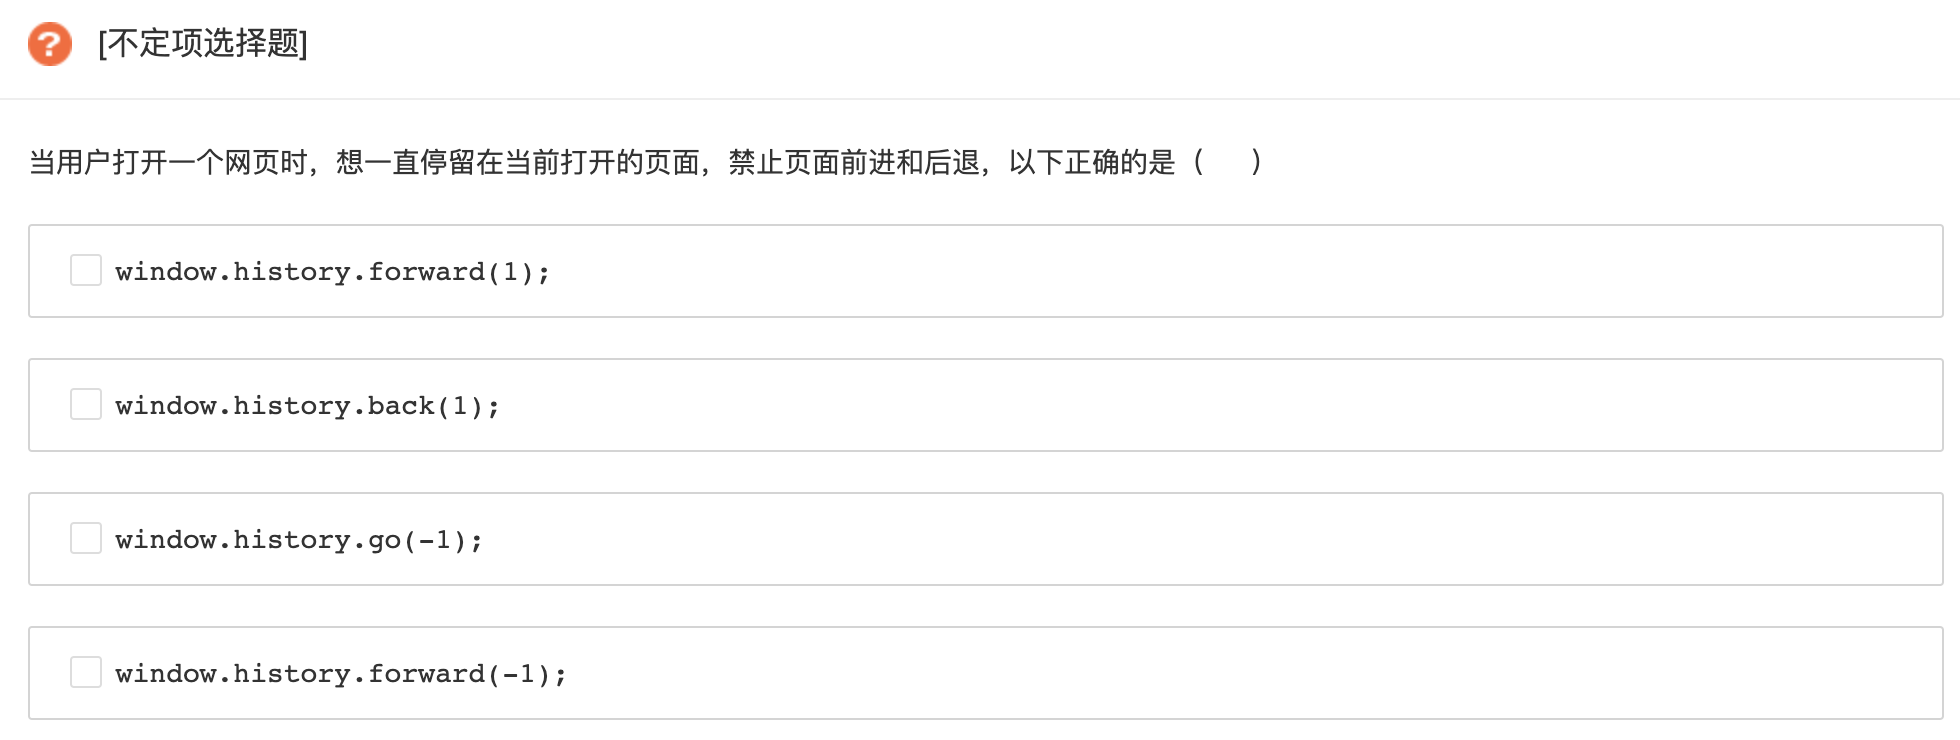 [不定项选择题]
当用户打开一个网页时，想一直停留在当前打开的页面，禁止页面前进和后退，以下正确的是（　）
window.history.forward(1);
window.history.back(1);
window.history.go(-1);
window.history.forward(-1);